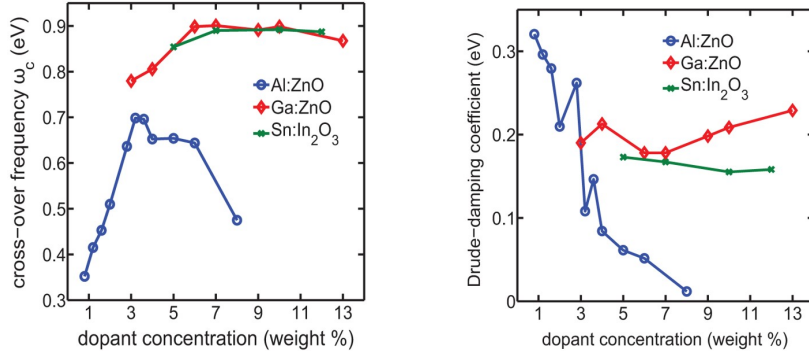 cross-over frequency ω_c (eV)
0.9
0.8
0.7
0.6
0.5
0.4
0.3
Al:ZnO
Ga:ZnO
Sn:In₂O₃
1 3 5 7 9 11 13
dopant concentration (weight %)
Drude−damping coefficient (eV)
0.3
0.2
0.1
0
Al:ZnO
Ga:ZnO
Sn:In₂O₃
1 3 5 7 9 11 13
dopant concentration (weight %)